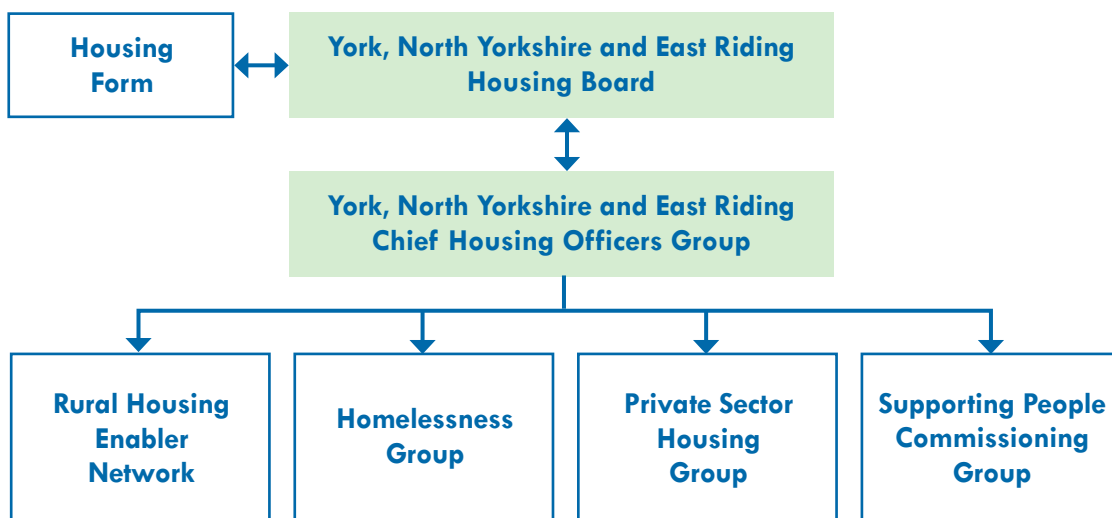 Housing
Form
York, North Yorkshire and East Riding
Housing Board
York, North Yorkshire and East Riding
Chief Housing Officers Group
Rural Housing
Enabler
Network
Homelessness
Group
Private Sector
Housing
Group
Supporting People
Commissioning
Group